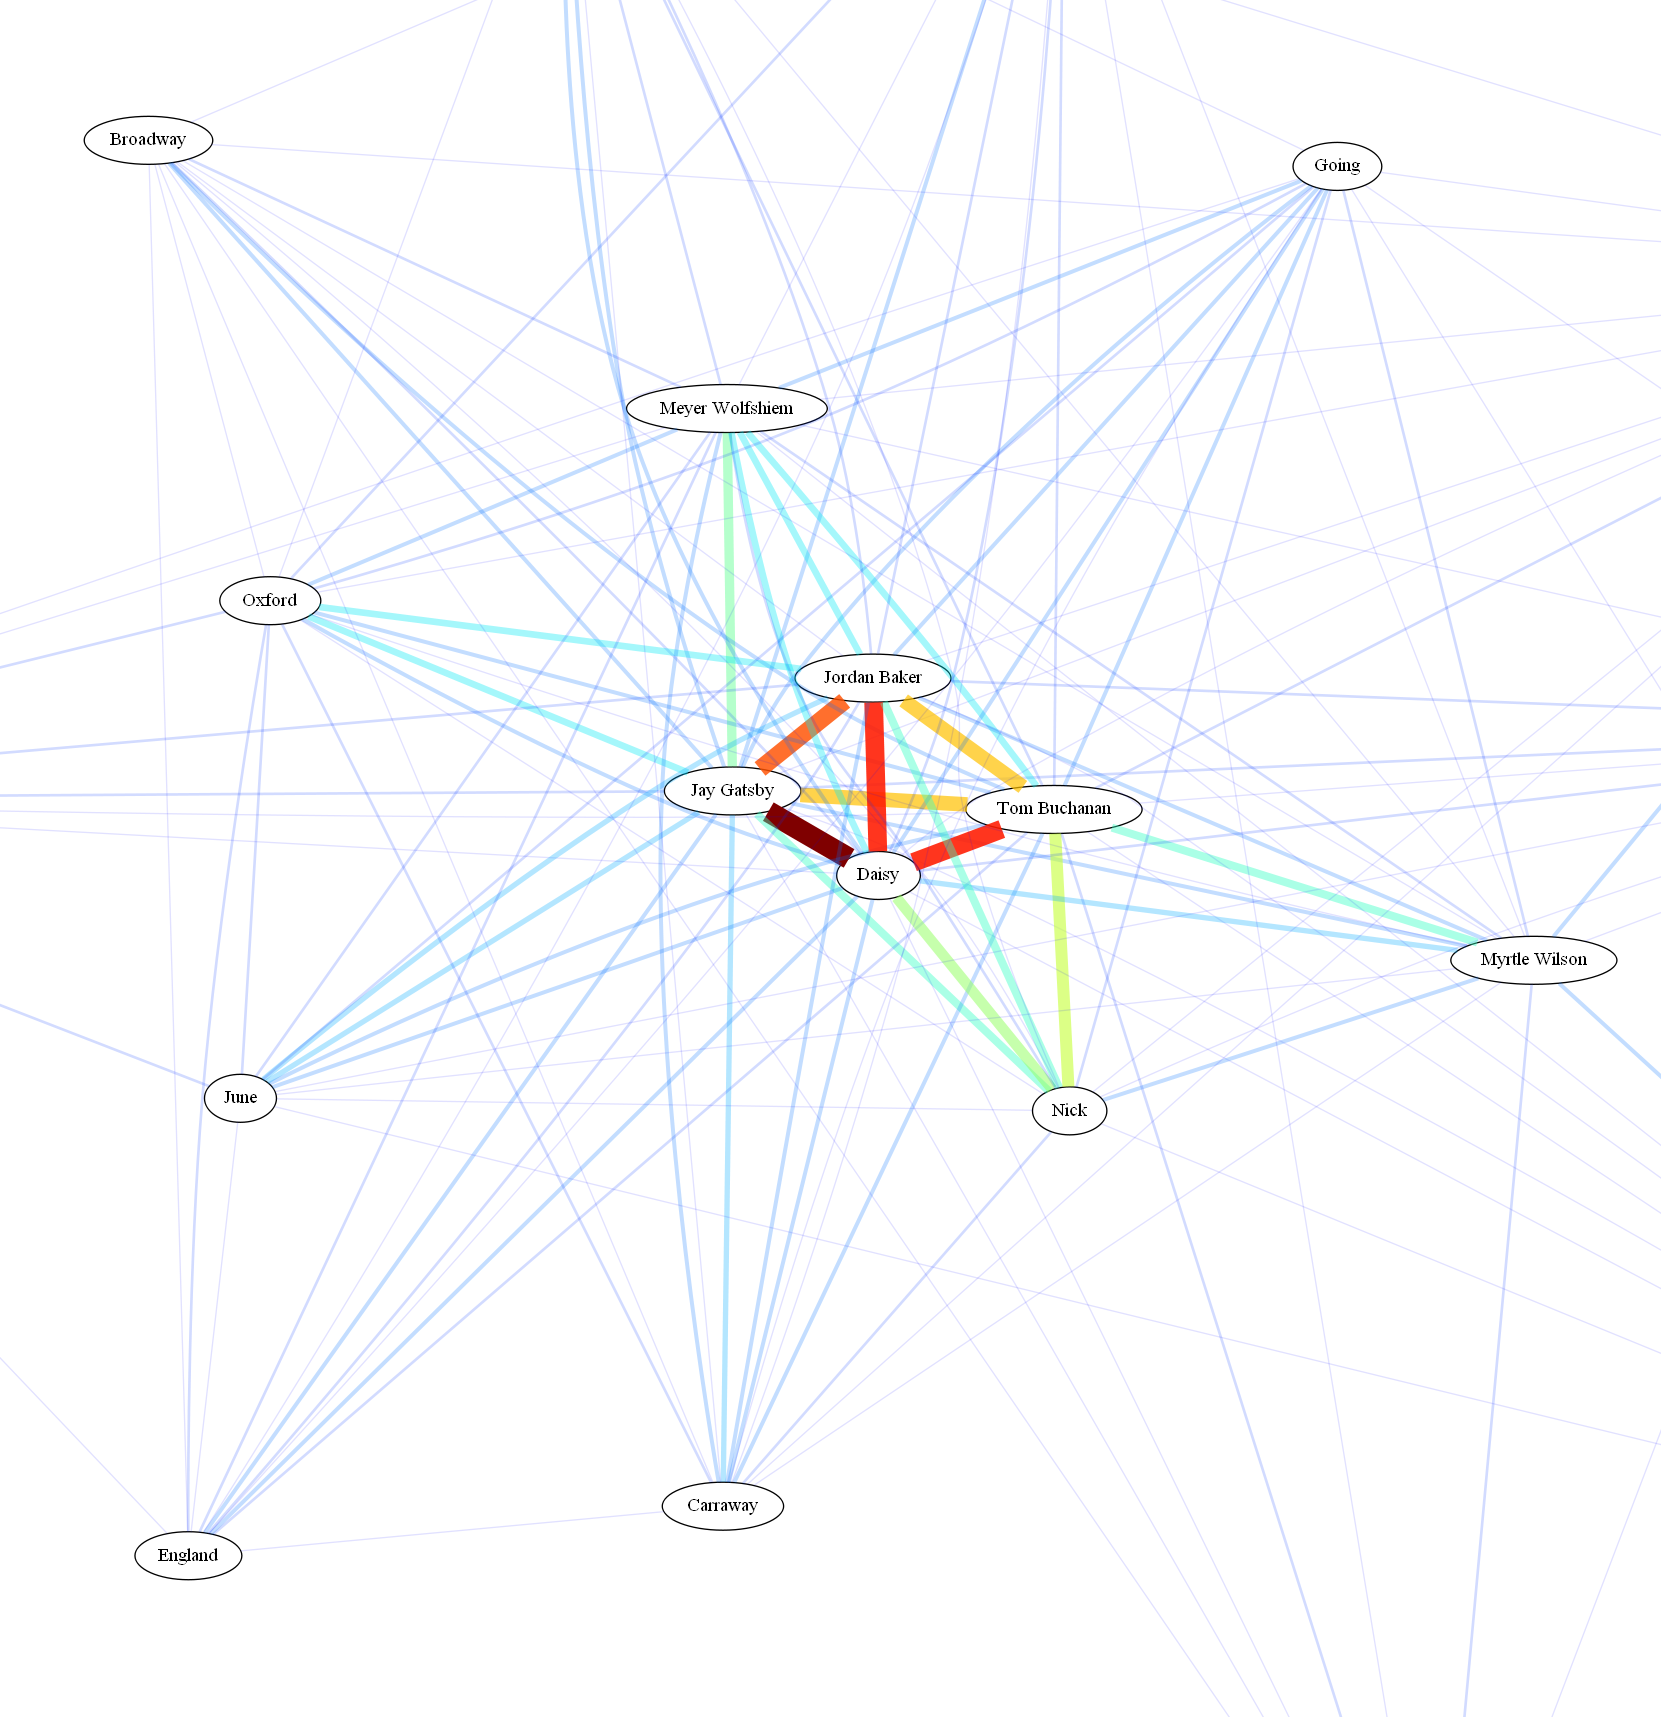 Broadway
Going
Meyer Wolfshiem
Oxford
Jordan Baker
Jay Gatsby
Tom Buchanan
Daisy
Myrtle Wilson
June
Nick
Carraway
England